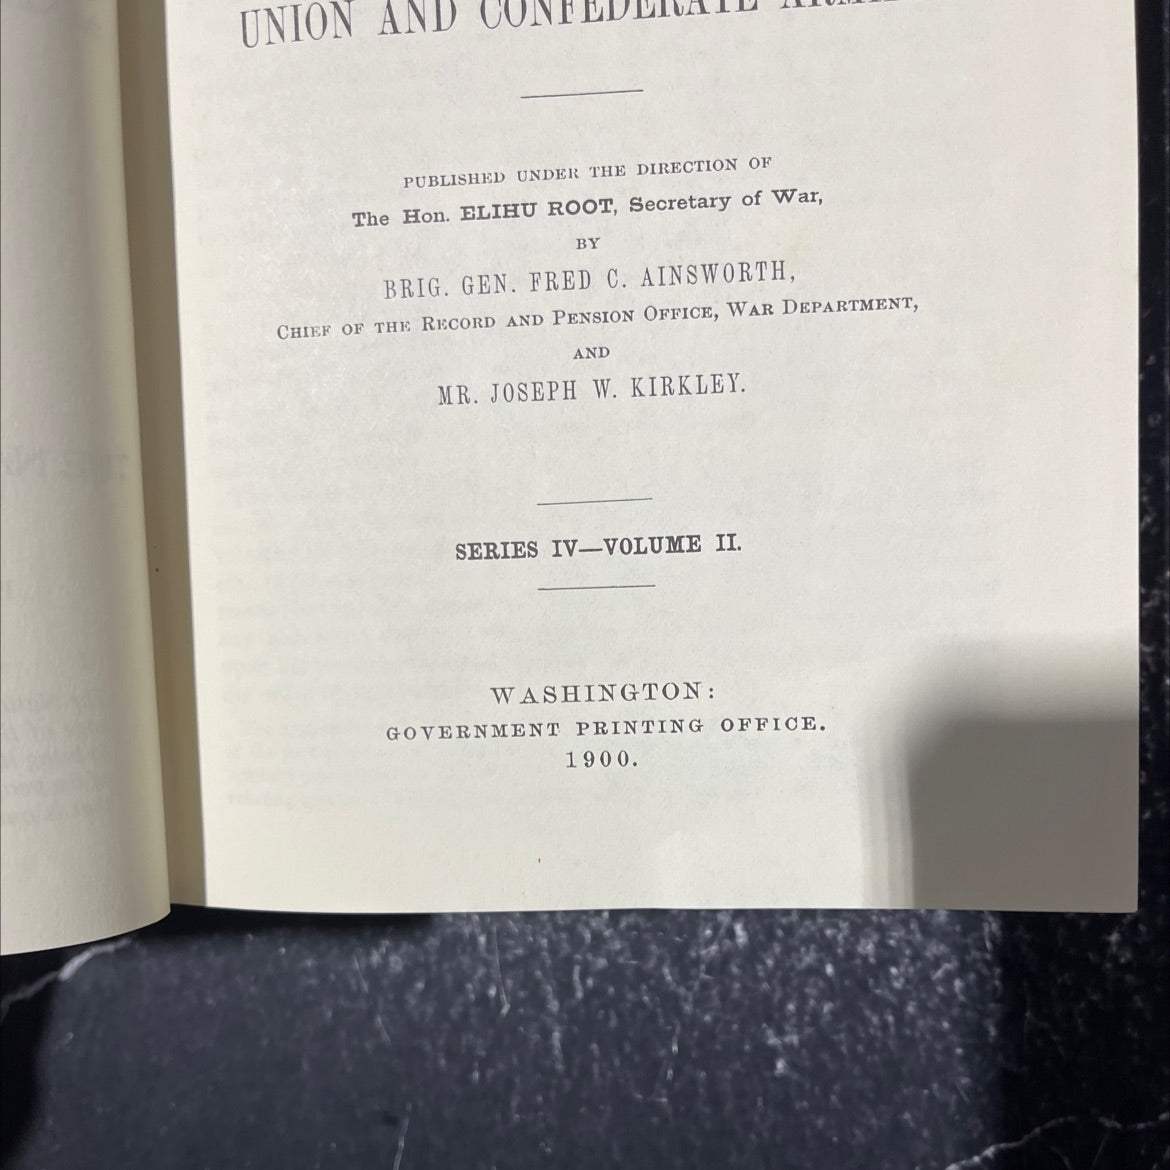 UNION AND CONFEDERATE
PUBLISHED UNDER THE DIRECTION OF
The Hon. ELIHU ROOT, Secretary of War,
BY
BRIG. GEN. FRED C. AINSWORTH,
CHIEF OF THE RECORD AND PENSION OFFICE, WAR DEPARTMENT,
AND
MR. JOSEPH W. KIRKLEY.
SERIES IV—VOLUME II.
WASHINGTON:
GOVERNMENT PRINTING OFFICE.
1900.